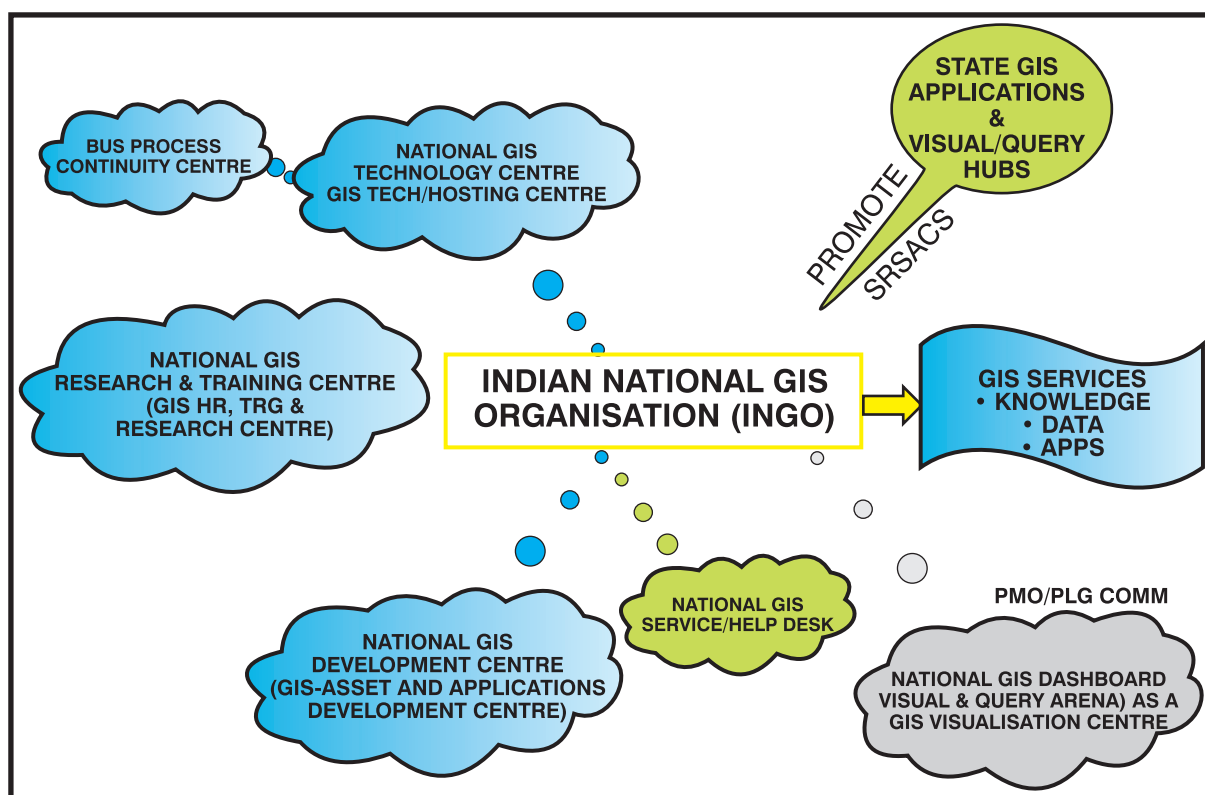 BUS PROCESS
CONTINUITY CENTRE
NATIONAL GIS
TECHNOLOGY CENTRE
GIS TECH/HOSTING CENTRE
STATE GIS
APPLICATIONS
&
VISUAL/QUERY
HUBS
PROMOTE
SRSACS
NATIONAL GIS
RESEARCH & TRAINING CENTRE
(GIS HR, TRG &
RESEARCH CENTRE)
INDIAN NATIONAL GIS
ORGANISATION (INGO)
GIS SERVICES
• KNOWLEDGE
• DATA
• APPS
NATIONAL GIS
DEVELOPMENT CENTRE
(GIS-ASSET AND APPLICATIONS
DEVELOPMENT CENTRE)
NATIONAL GIS
SERVICE/HELP DESK
PMO/PLG COMM
NATIONAL GIS DASHBOARD
VISUAL & QUERY ARENA) AS A
GIS VISUALISATION CENTRE